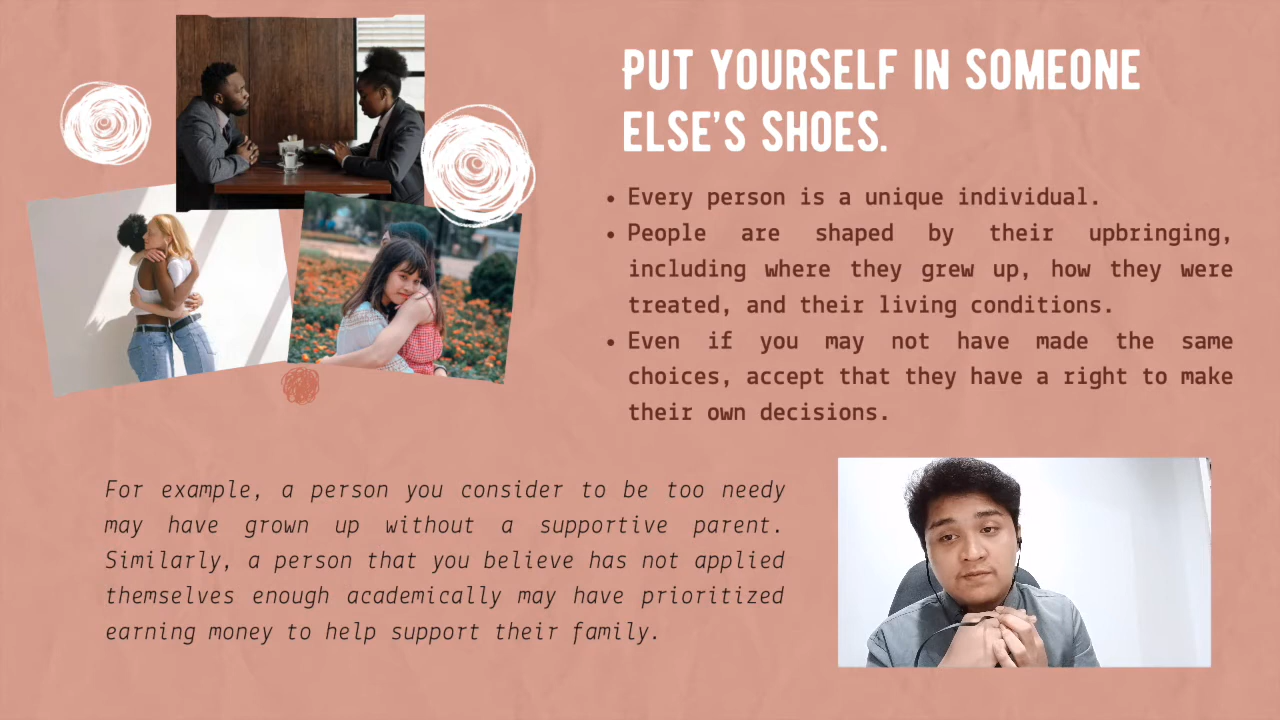 PUT YOURSELF IN SOMEONE
ELSE'S SHOES.
• Every person is a unique individual.
• People are shaped by their upbringing,
including where they grew up, how they were
treated, and their living conditions.
• Even if you may not have made the same
choices, accept that they have a right to make
their own decisions.
For example, a person you consider to be too needy
may have grown up without a supportive parent.
Similarly, a person that you believe has not applied
themselves enough academically may have prioritized
earning money to help support their family.